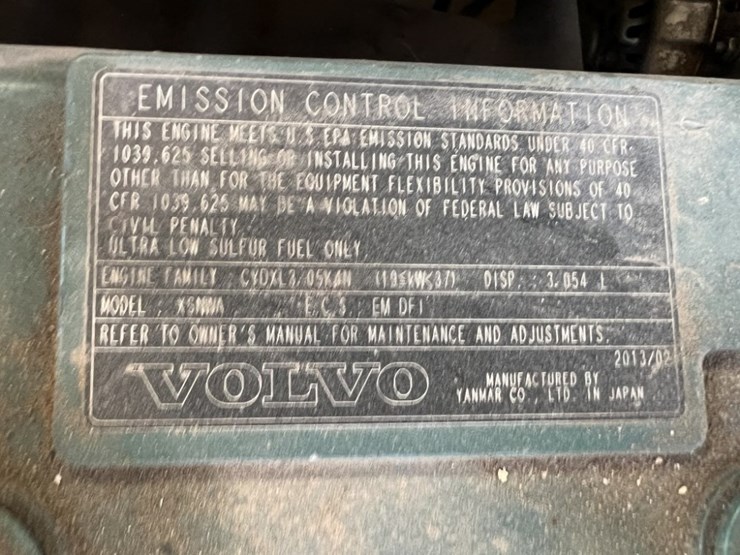 EMISSION CONTROL INFORMATION
THIS ENGINE MEETS U.S EPA EMISSION STANDARDS UNDER 40 CFR
1039.625 SELLING OR INSTALLING THIS ENGINE FOR ANY PURPOSE
OTHER THAN FOR THE EQUIPMENT FLEXIBILITY PROVISIONS OF 40
CFR 1039.625 MAY BE A VIOLATION OF FEDERAL LAW SUBJECT TO
CIVIL PENALTY
ULTRA LOW SULFUR FUEL ONLY
ENGINE FAMILY (19≤kW<37) DISP. : 3.054 L
MODEL : E.C.S. : EM DFI
REFER TO OWNER'S MANUAL FOR MAINTENANCE AND ADJUSTMENTS.
2013/02
VOLVO
MANUFACTURED BY
YANMAR CO., LTD. IN JAPAN